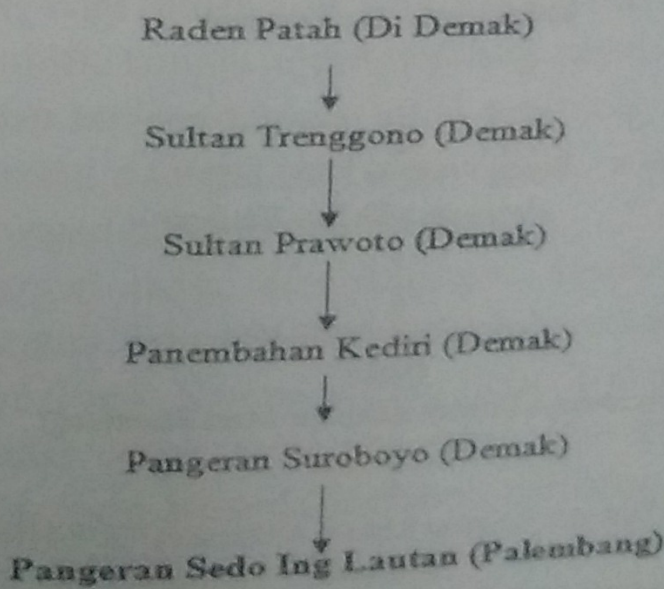 Raden Patah (Di Demak)
Sultan Trenggono (Demak)
Sultan Prawoto (Demak)
Panembahan Kediri (Demak)
Pangeran Suroboyo (Demak)
Pangeran Sedo Ing Lautan (Palembang)